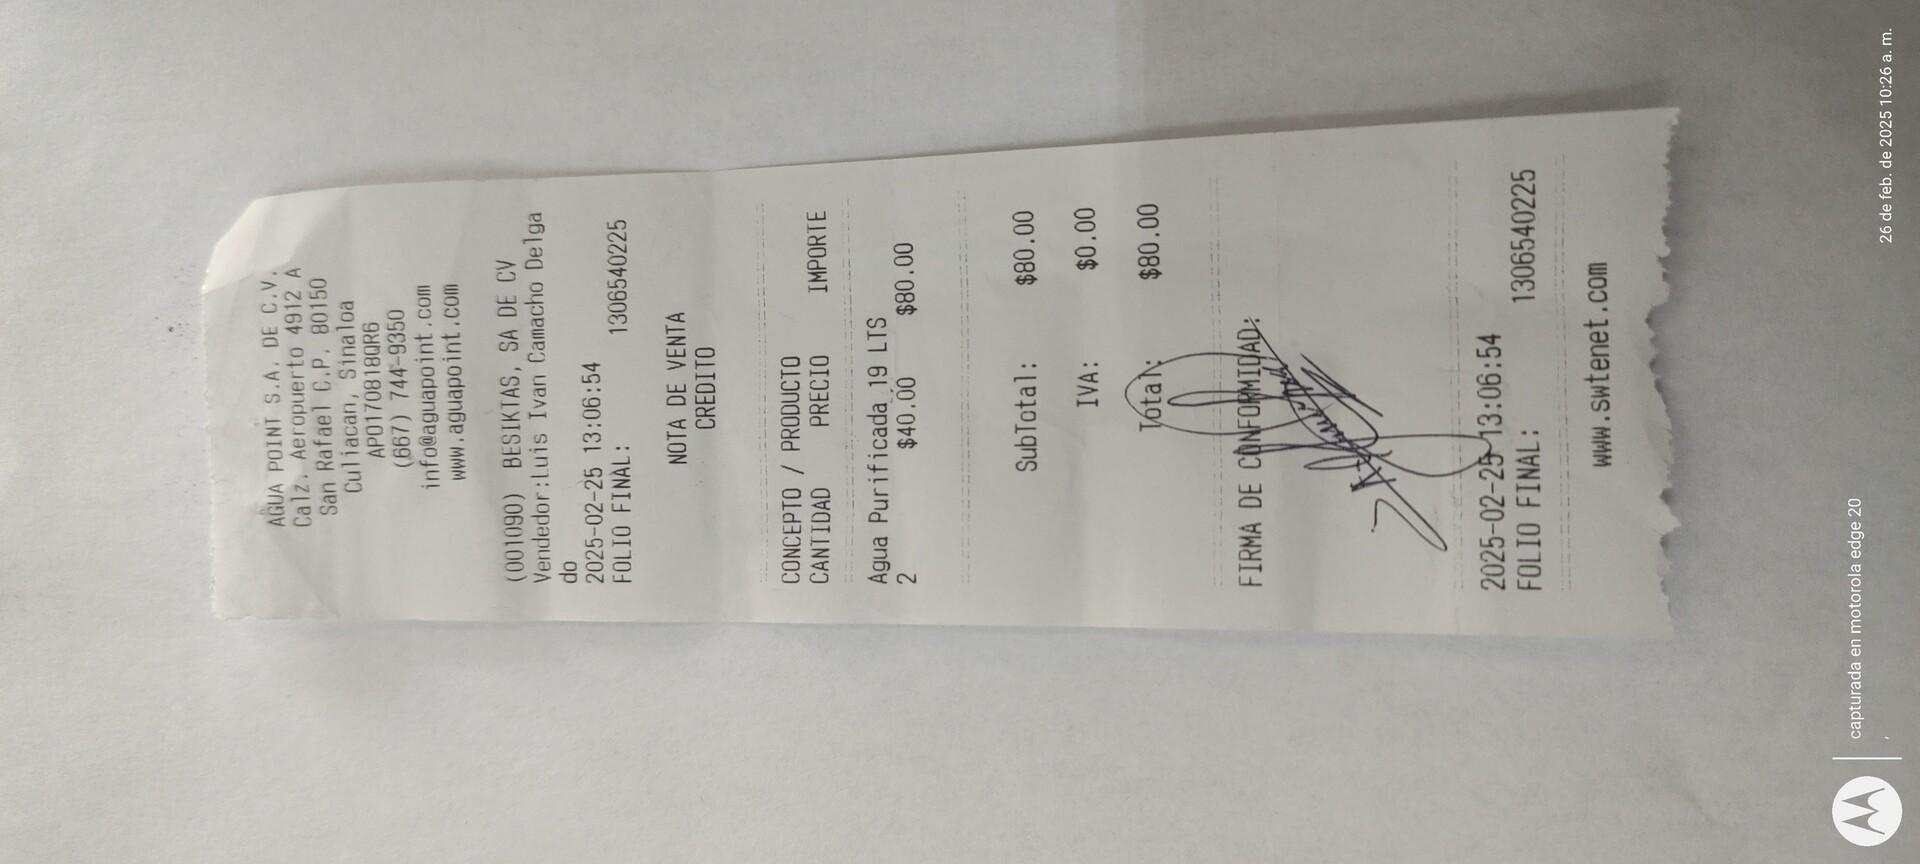 AGUA POINT S.A. DE C.V.
Calz. Aeropuerto 4912 A
San Rafael C.P. 80150
Culiacan, Sinaloa
APO170818QR6
(667) 744-9350
info@aguapoint.com
www.aguapoint.com
(001090) BESIKTAS, SA DE CV
Vendedor:Luis Ivan Camacho Delga
do
2025-02-25 13:06:54
FOLIO FINAL: 1306540225
NOTA DE VENTA
CREDITO
CONCEPTO / PRODUCTO
CANTIDAD PRECIO IMPORTE
Agua Purificada 19 LTS
2 $40.00 $80.00
SubTotal: $80.00
IVA: $0.00
Total: $80.00
FIRMA DE CONFORMIDAD:
2025-02-25 13:06:54
FOLIO FINAL: 1306540225
www.swtenet.com
capturada en motorola edge 20
,
26 de feb. de 2025 10:26 a. m.